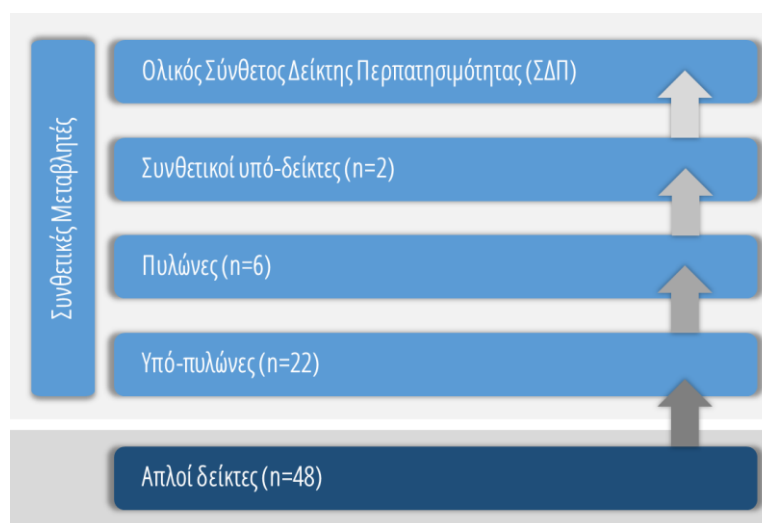 Συνθετικές Μεταβλητές
Ολικός Σύνθετος Δείκτης Περπατησιμότητας (ΣΔΠ)
Συνθετικοί υπό-δείκτες (n=2)
Πυλώνες (n=6)
Υπό-πυλώνες (n=22)
Απλοί δείκτες (n=48)